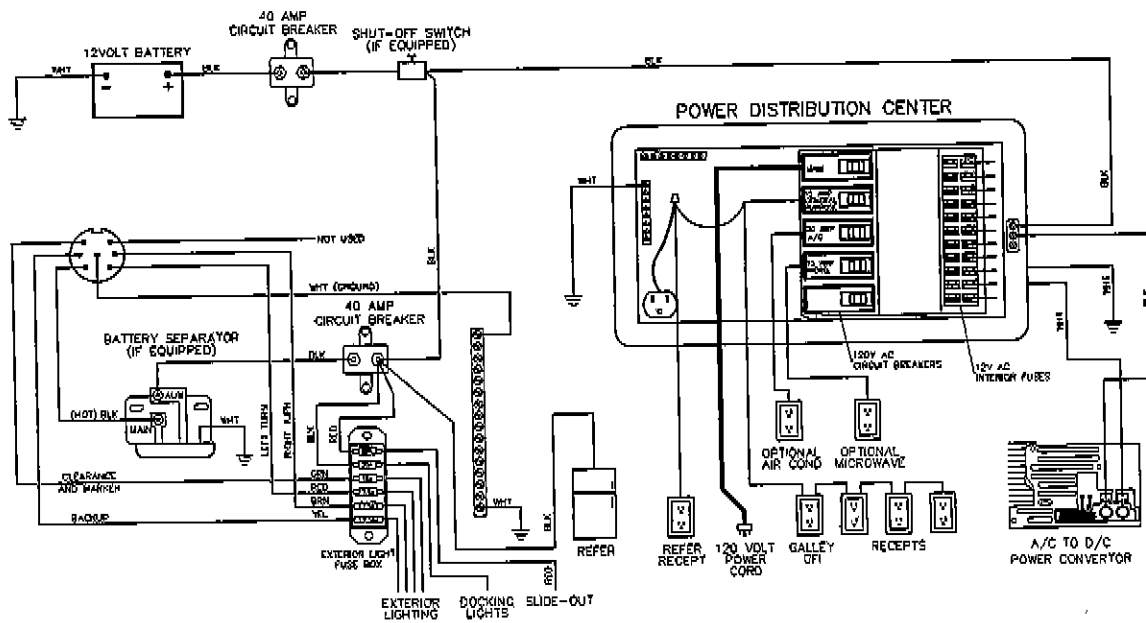 40 AMP
CIRCUIT BREAKER
SHUT-OFF SWITCH
(IF EQUIPPED)
12VOLT BATTERY
WHT
BLK
BLK
POWER DISTRIBUTION CENTER
WHT
BLK
MAIN
A/C
NOT USED
BLK
WHT (GROUND)
40 AMP
CIRCUIT BREAKER
BATTERY SEPARATOR
(IF EQUIPPED)
BLK
AUX
MAIN
(HOT) BLK
WHT
LEFT TURN
RIGHT TURN
BLK
RED
120V AC
CIRCUIT BREAKERS
12V AC
INTERIOR FUSES
OPTIONAL
AIR COND
OPTIONAL
MICROWAVE
CLEARANCE
AND MARKER
GRN
RED
BRN
YEL
BACKUP
WHT
BLK
REFER
REFER
RECEPT
120 VOLT
POWER
CORD
GALLEY
GFI
RECEPTS
A/C TO D/C
POWER CONVERTOR
EXTERIOR LIGHT
FUSE BOX
RED
EXTERIOR
LIGHTING
DOCKING
LIGHTS
SLIDE-OUT